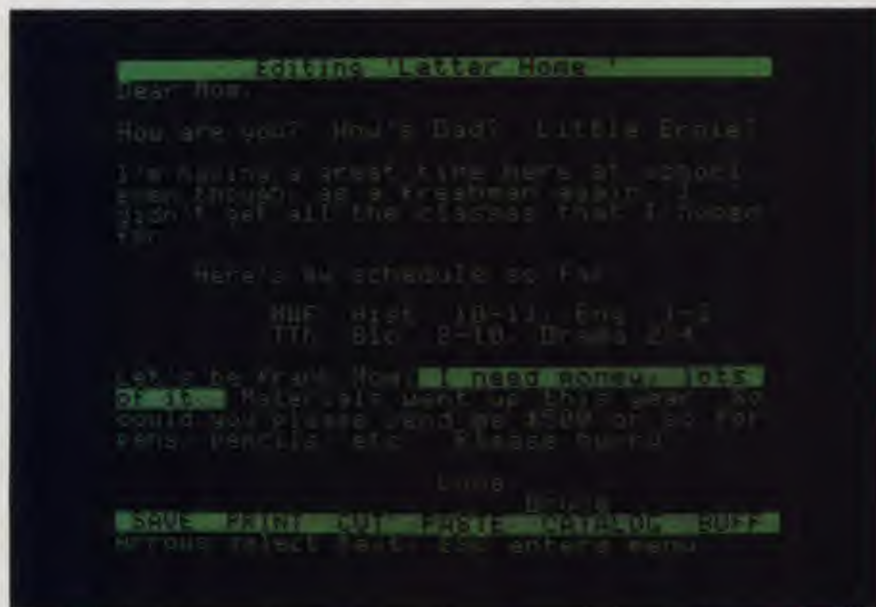 Editing 'Letter Home '
Dear Mom,
How are you? How's Dad? Little Ernie?
I'm having a great time here at school
even though, as a freshman again, I
didn't get all the classes that I hoped
for.
Here's my schedule so far
MWF Hist 10-11, Eng 1-2
TTh Bio 8-10, Drama 2-4
Let's be frank Mom, I need money, lots
of it. Materials went up this year, so
could you please send me $500 or so for
pens, pencils, etc. Please hurry.
Love
SAVE PRINT CUT PASTE CATALOG BUFF
Arrows select text, ESC enters menu